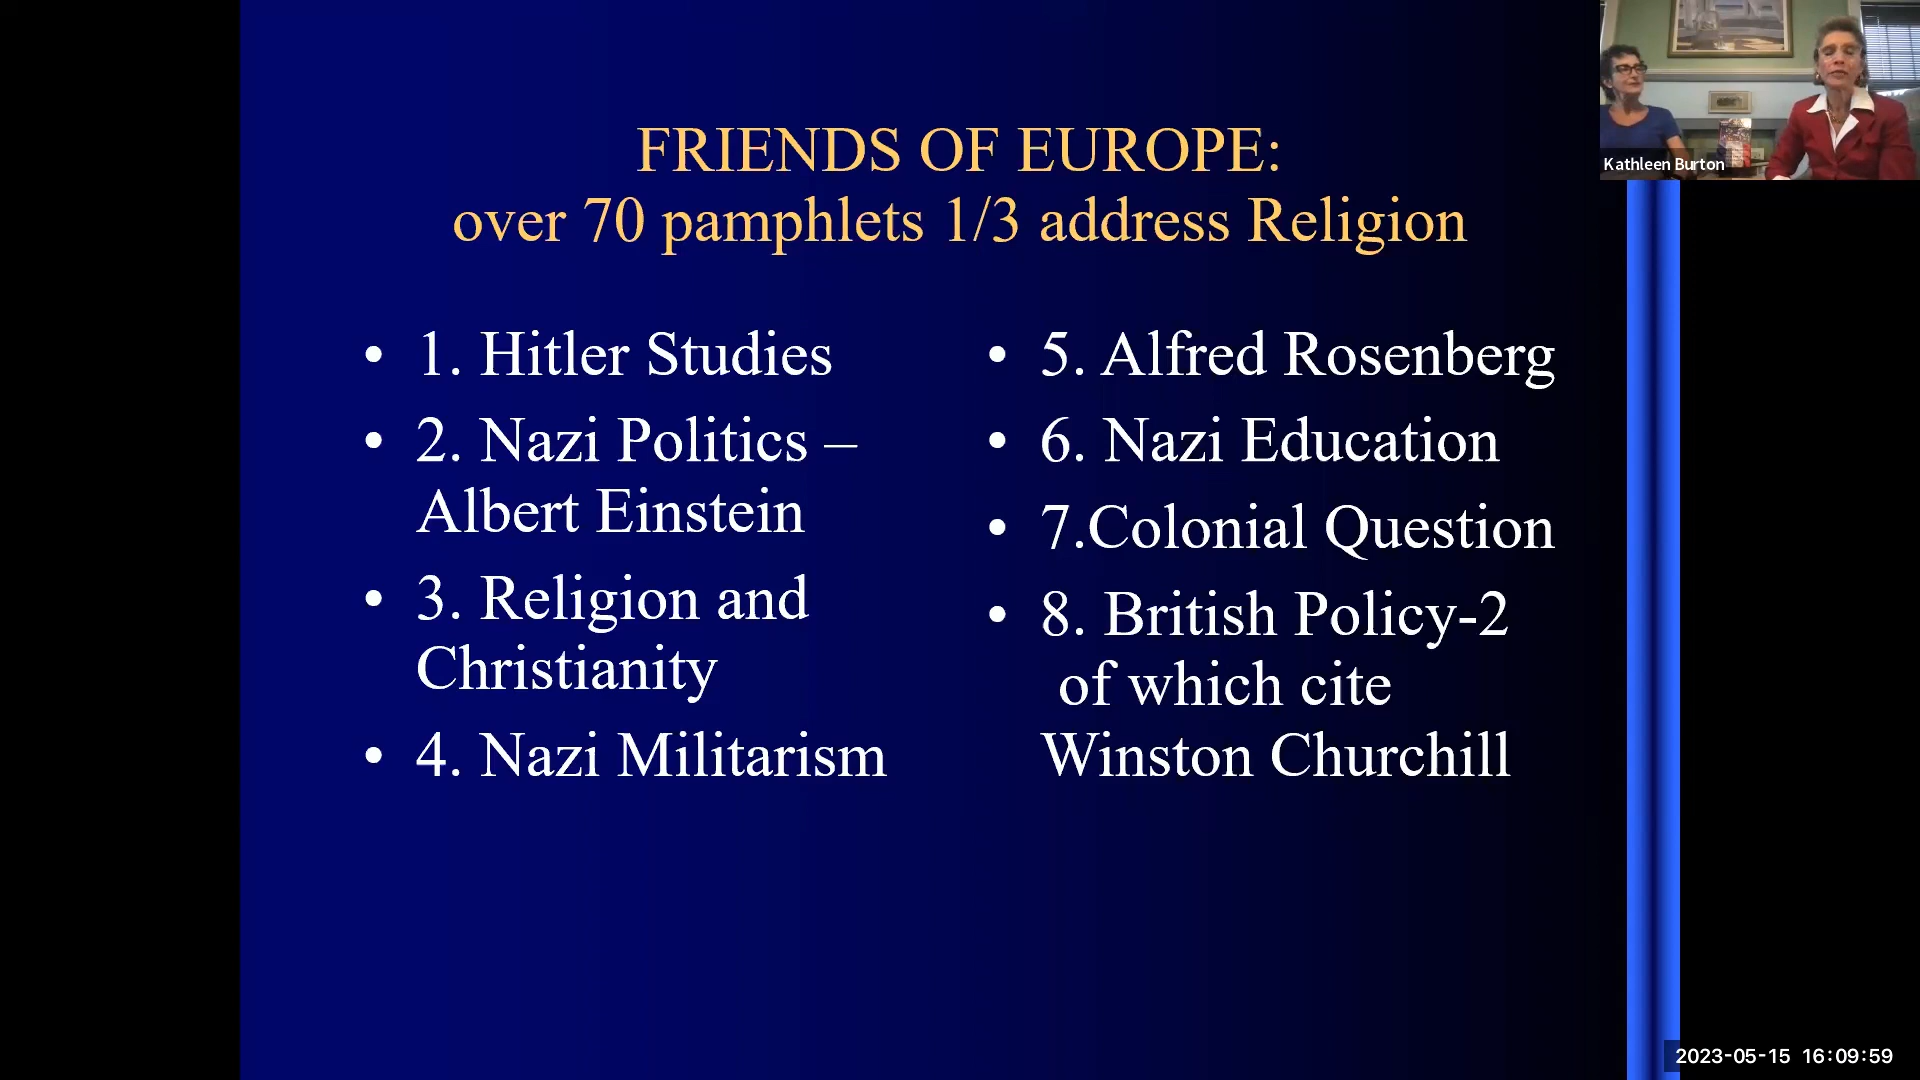 FRIENDS OF EUROPE:
over 70 pamphlets 1/3 address Religion
• 1. Hitler Studies
• 2. Nazi Politics –
Albert Einstein
• 3. Religion and
Christianity
• 4. Nazi Militarism
• 5. Alfred Rosenberg
• 6. Nazi Education
• 7.Colonial Question
• 8. British Policy-2
of which cite
Winston Churchill
Kathleen Burton
2023-05-15 16:09:59